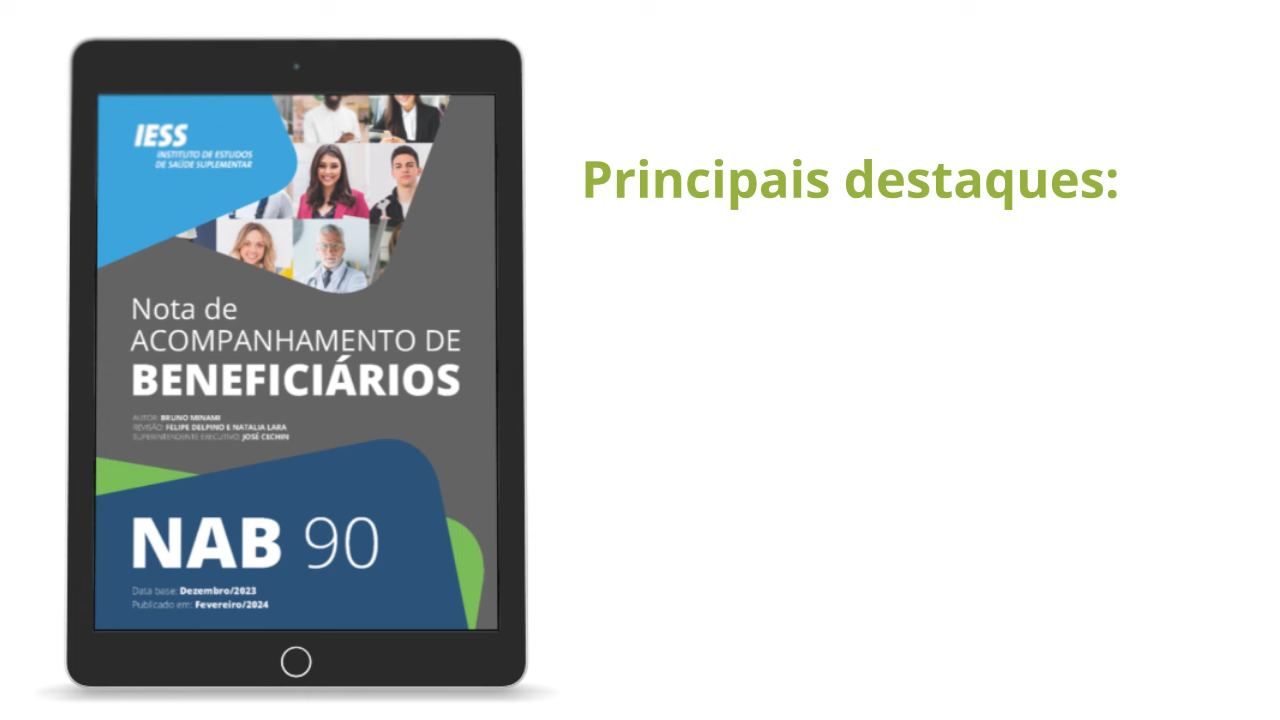 IESS
INSTITUTO DE ESTUDOS
DE SAÚDE SUPLEMENTAR
Nota de
ACOMPANHAMENTO DE
BENEFICIÁRIOS
AUTOR: BRUNO MINAMI
REVISÃO: FELIPE DELPINO E NATALIA LARA
SUPERINTENDENTE EXECUTIVO: JOSÉ CECHIN
NAB 90
Data base: Dezembro/2023
Publicado em: Fevereiro/2024
Principais destaques: